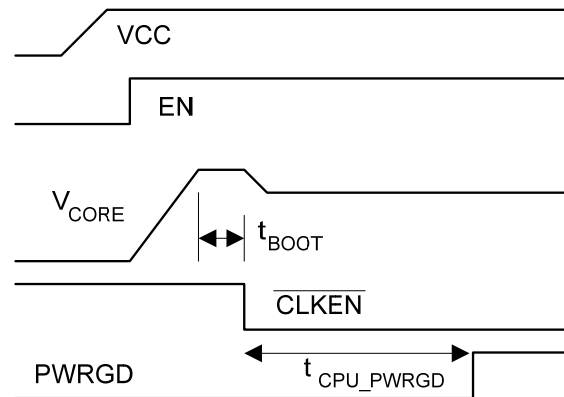 VCC
EN
VCORE
tBOOT
CLKEN
tCPU_PWRGD
PWRGD